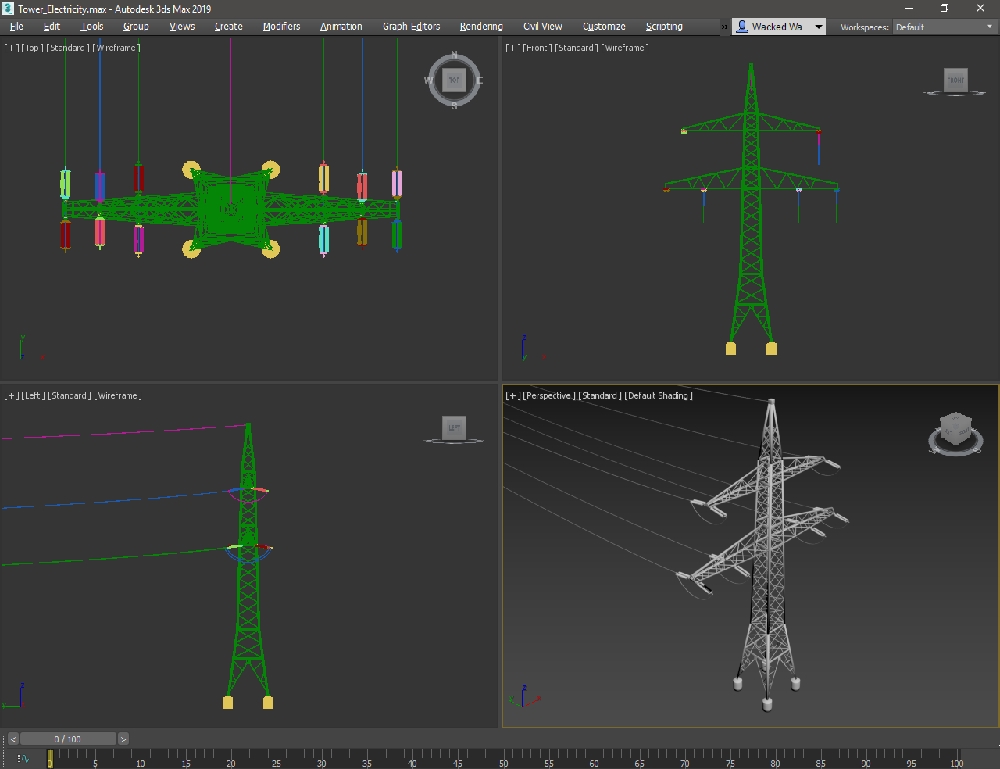 Tower_Electricity.max - Autodesk 3ds Max 2019
File Edit Tools Group Views Create Modifiers Animation Graph Editors Rendering Civil View Customize Scripting » Wacked Wa Workspaces: Default
[+] [Top] [Standard] [Wireframe]
N
W TOP E
S
[+] [Front] [Standard] [Wireframe]
FRONT
y
z
[+] [Left] [Standard] [Wireframe]
LEFT
z
[+] [Perspective] [Standard] [Default Shading]
z
< 0 / 100 >
0 5 10 15 20 25 30 35 40 45 50 55 60 65 70 75 80 85 90 95 100